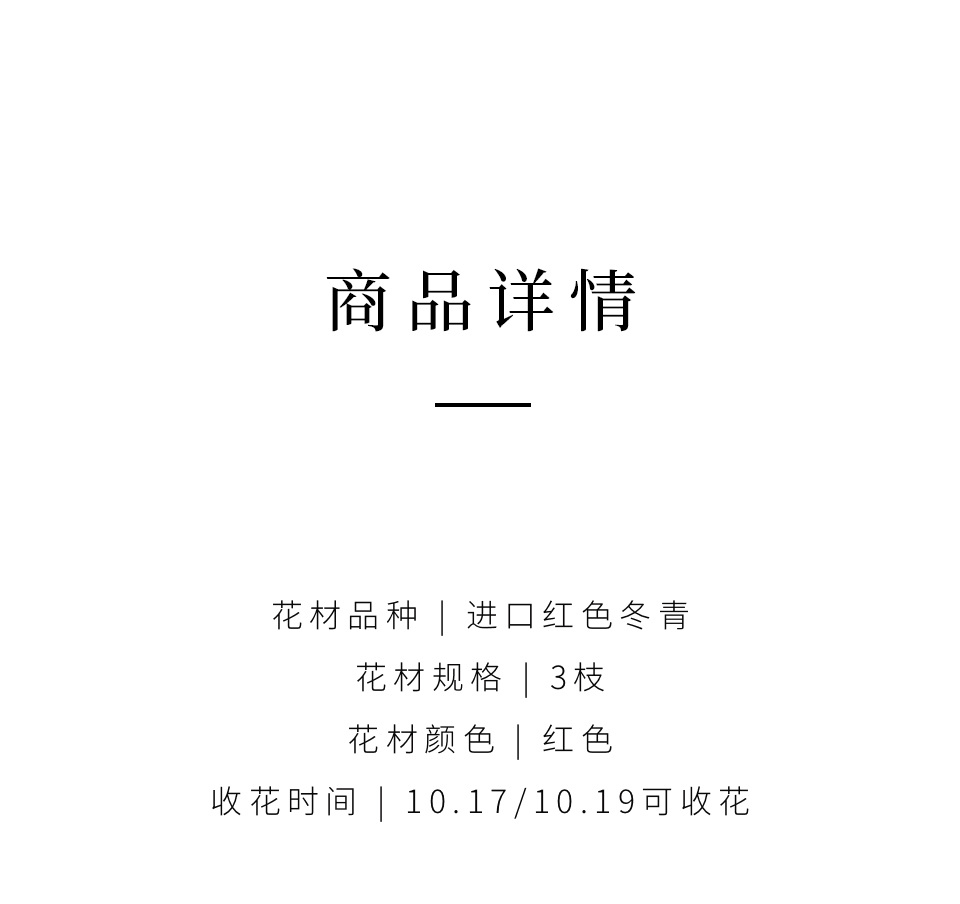 商品详情
花材品种 | 进口红色冬青
花材规格 | 3枝
花材颜色 | 红色
收花时间 | 10.17/10.19可收花